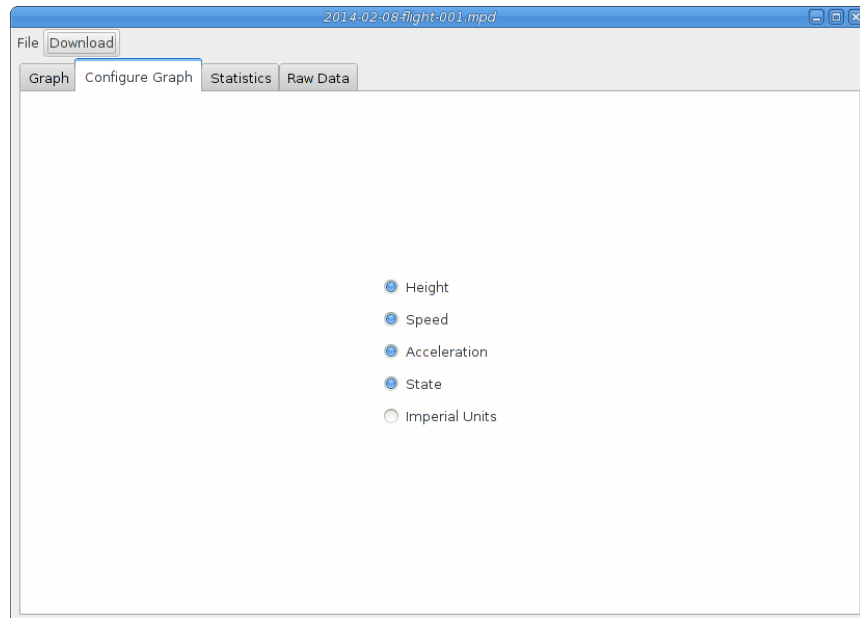 2014-02-08-flight-001.mpd
File Download
Graph Configure Graph Statistics Raw Data
Height
Speed
Acceleration
State
Imperial Units